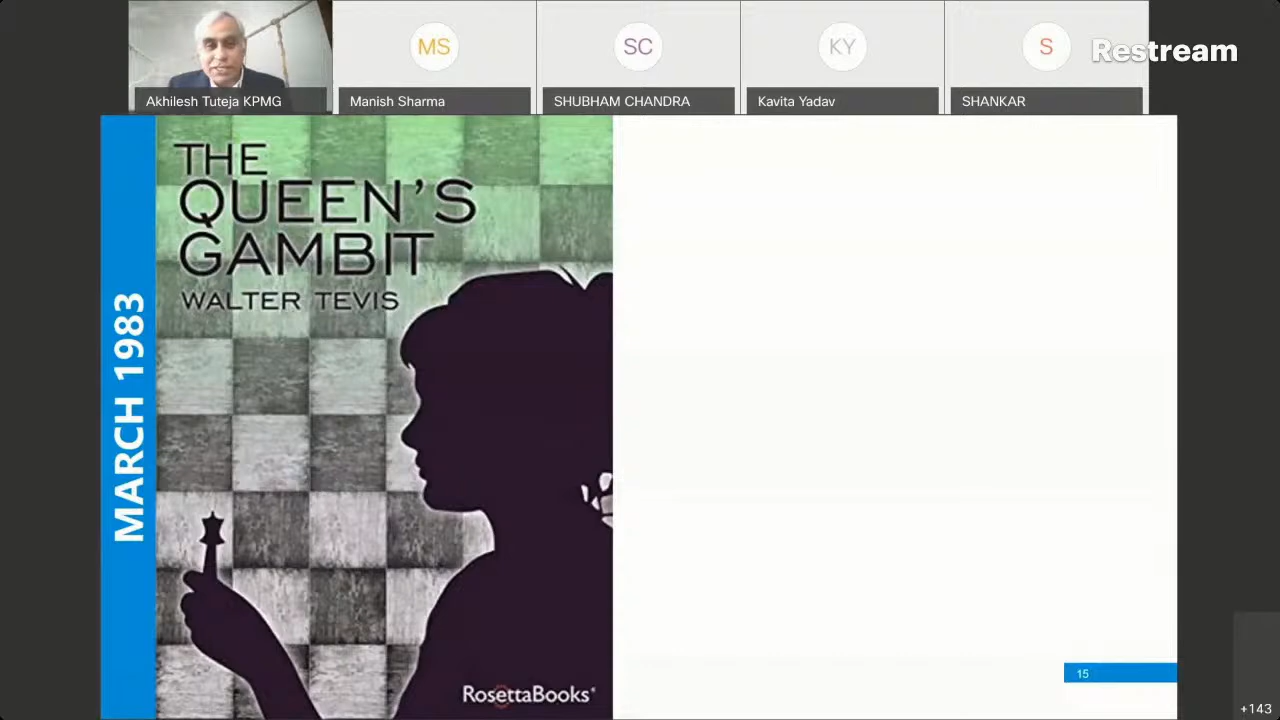 MS
SC
KY
S
Restream
Akhilesh Tuteja KPMG
Manish Sharma
SHUBHAM CHANDRA
Kavita Yadav
SHANKAR
MARCH 1983
THE
QUEEN'S
GAMBIT
WALTER TEVIS
RosettaBooks
15
+143